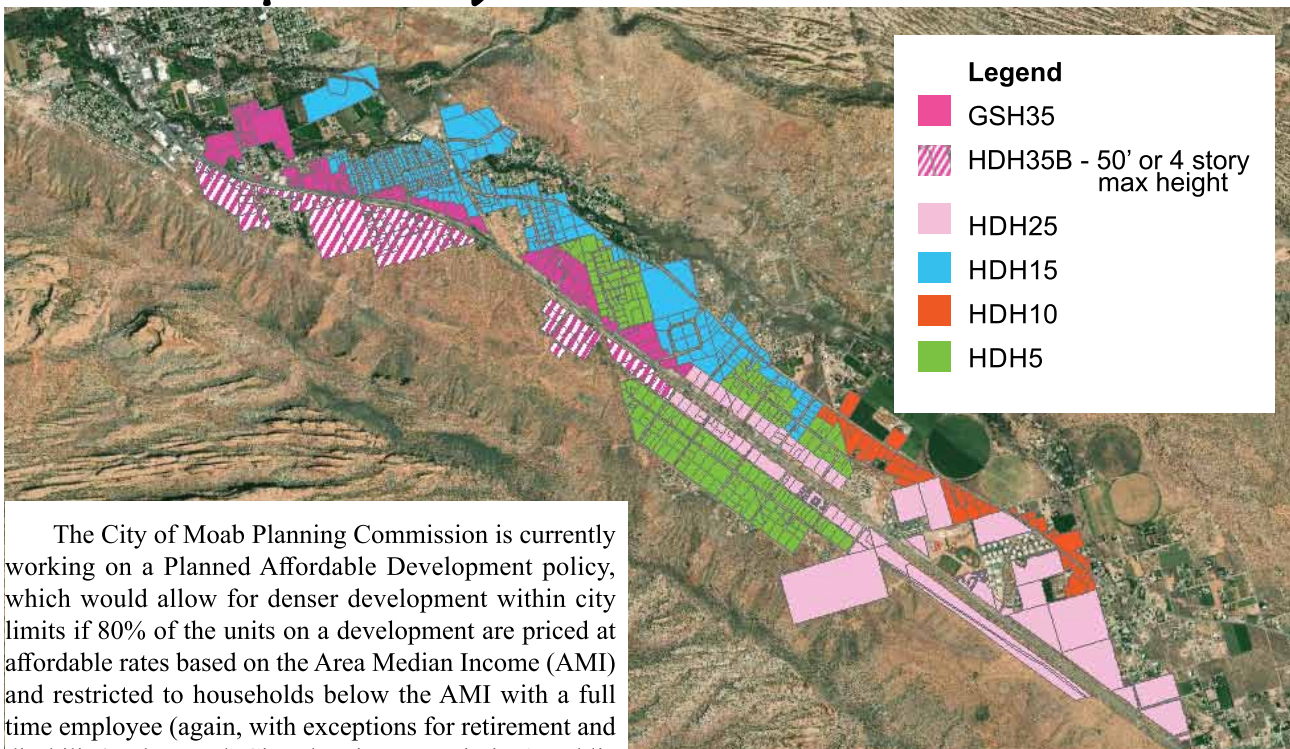 Legend
GSH35
HDH35B - 50’ or 4 story
max height
HDH25
HDH15
HDH10
HDH5
The City of Moab Planning Commission is currently
working on a Planned Affordable Development policy,
which would allow for denser development within city
limits if 80% of the units on a development are priced at
affordable rates based on the Area Median Income (AMI)
and restricted to households below the AMI with a full
time employee (again, with exceptions for retirement and